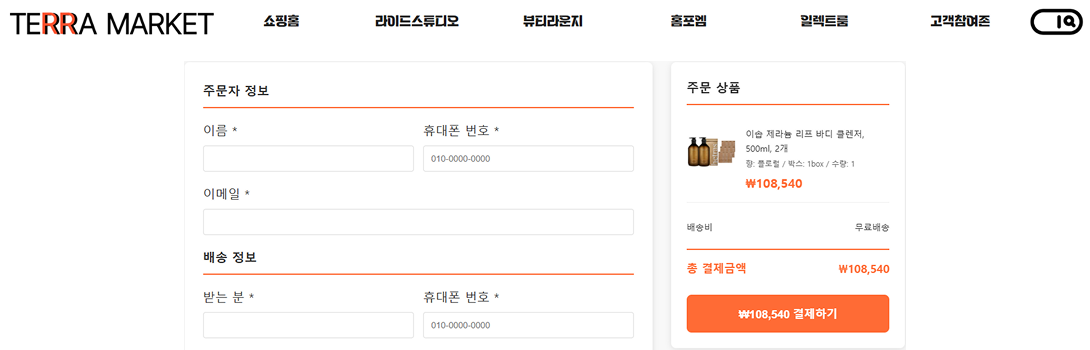 TERRA MARKET
쇼핑홈
라이드스튜디오
뷰티라운지
홈포엠
일렉트룸
고객참여존
주문자 정보
이름 *
휴대폰 번호 *
010-0000-0000
이메일 *
배송 정보
받는 분 *
휴대폰 번호 *
010-0000-0000
주문 상품
이솝 제라늄 리프 바디 클렌저,
500ml, 2개
향: 플로럴 / 박스: 1box / 수량: 1
₩108,540
배송비
무료배송
총 결제금액
₩108,540
₩108,540 결제하기